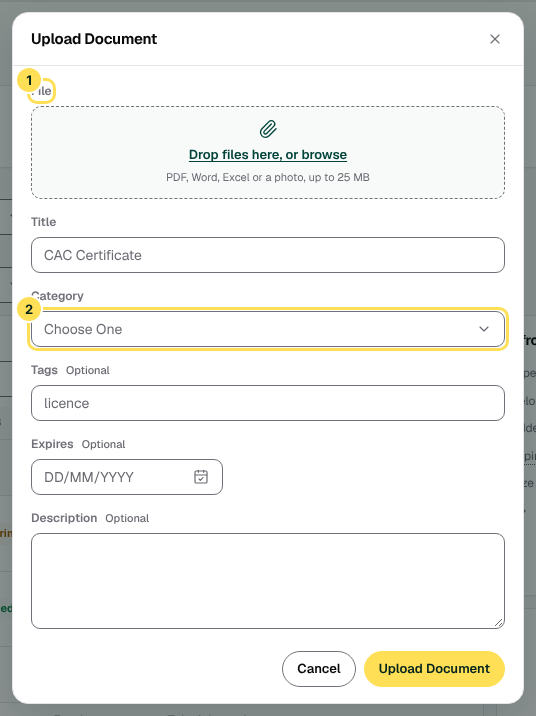 Upload Document
1
File
Drop files here, or browse
PDF, Word, Excel or a photo, up to 25 MB
Title
CAC Certificate
Category
2
Choose One
Tags Optional
licence
Expires Optional
DD/MM/YYYY
Description Optional
Cancel Upload Document